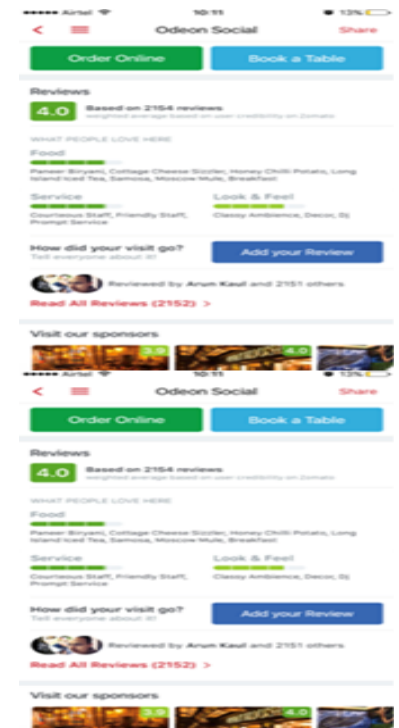 Airtel 10:11 13%
< Odeon Social Share
Order Online Book a Table
Reviews
4.0 Based on 2154 reviews
weighted average based on user credibility on Zomato
WHAT PEOPLE LOVE HERE
Food
Paneer Biryani, Cottage Cheese Sizzler, Honey Chilli Potato, Long
Island Iced Tea, Samosa, Moscow Mule, Breakfast
Service Look & Feel
Courteous Staff, Friendly Staff, Classy Ambience, Decor, Dj
Prompt Service
How did your visit go? Add your Review
Tell everyone about it!
Reviewed by Arun Kaul and 2151 others
Read All Reviews (2152) >
Visit our sponsors
3.9 4.0
Airtel 10:11 13%
< Odeon Social Share
Order Online Book a Table
Reviews
4.0 Based on 2154 reviews
weighted average based on user credibility on Zomato
WHAT PEOPLE LOVE HERE
Food
Paneer Biryani, Cottage Cheese Sizzler, Honey Chilli Potato, Long
Island Iced Tea, Samosa, Moscow Mule, Breakfast
Service Look & Feel
Courteous Staff, Friendly Staff, Classy Ambience, Decor, Dj
Prompt Service
How did your visit go? Add your Review
Tell everyone about it!
Reviewed by Arun Kaul and 2151 others
Read All Reviews (2152) >
Visit our sponsors
3.9 4.0